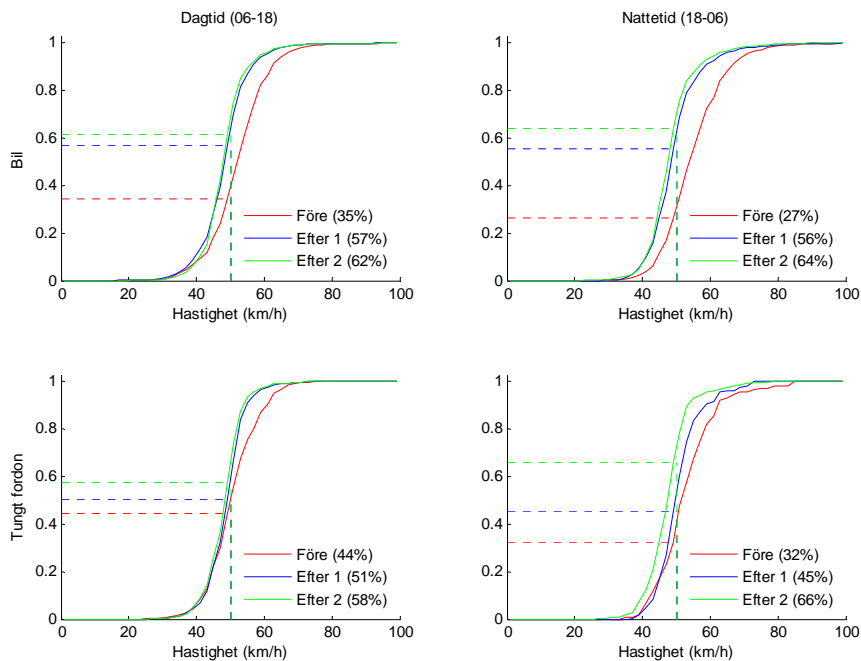 Dagtid (06-18)
1
0.8
0.6
0.4
0.2
0
Bil
Före (35%)
Efter 1 (57%)
Efter 2 (62%)
0 20 40 60 80 100
Hastighet (km/h)
Nattetid (18-06)
1
0.8
0.6
0.4
0.2
0
Före (27%)
Efter 1 (56%)
Efter 2 (64%)
0 20 40 60 80 100
Hastighet (km/h)
1
0.8
0.6
0.4
0.2
0
Tungt fordon
Före (44%)
Efter 1 (51%)
Efter 2 (58%)
0 20 40 60 80 100
Hastighet (km/h)
1
0.8
0.6
0.4
0.2
0
Före (32%)
Efter 1 (45%)
Efter 2 (66%)
0 20 40 60 80 100
Hastighet (km/h)